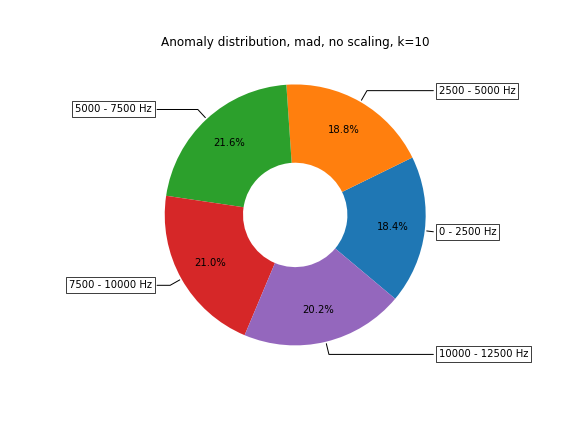 Anomaly distribution, mad, no scaling, k=10
2500 - 5000 Hz
5000 - 7500 Hz
18.8%
21.6%
18.4%
0 - 2500 Hz
21.0%
7500 - 10000 Hz
20.2%
10000 - 12500 Hz